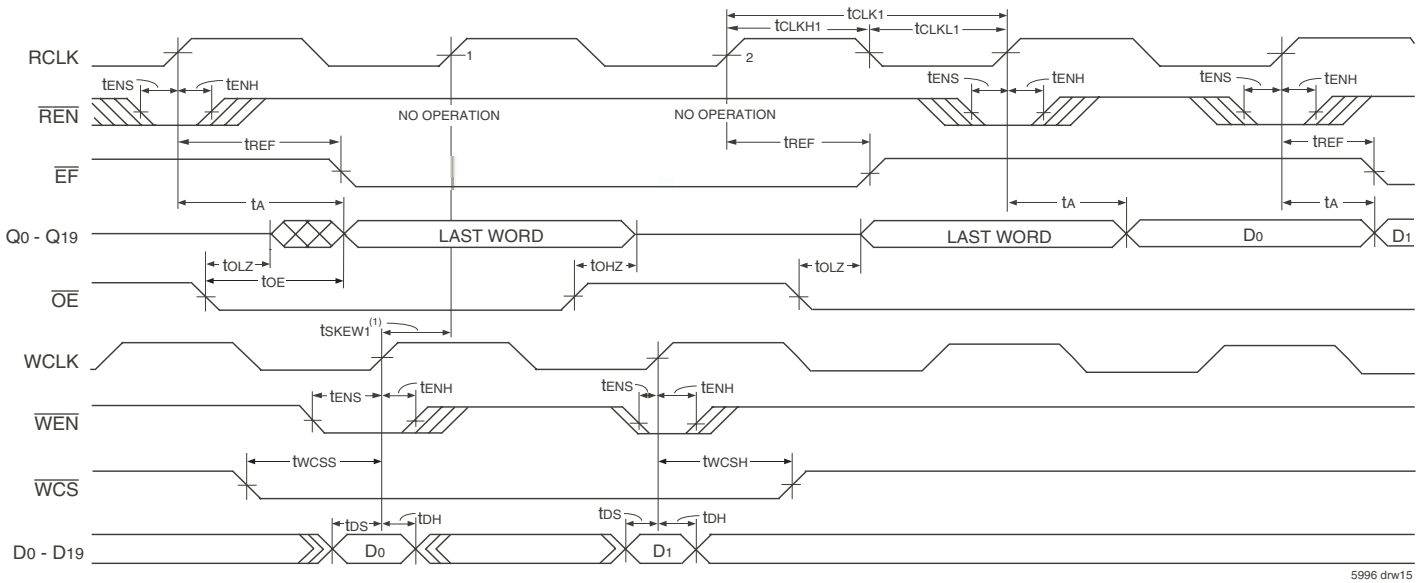 tCLK1
tCLKH1 tCLKL1
RCLK 1 2
tENS tENH tENS tENH tENS tENH
REN NO OPERATION NO OPERATION
tREF tREF tREF
EF
tA tA tA
Q0 - Q19 LAST WORD LAST WORD D0 D1
tOLZ tOHZ tOLZ
tOE
OE
tSKEW1(1)
WCLK
tENS tENH tENS tENH
WEN
tWCSS tWCSH
WCS
tDS tDH tDS tDH
D0 - D19 D0 D1
5996 drw15